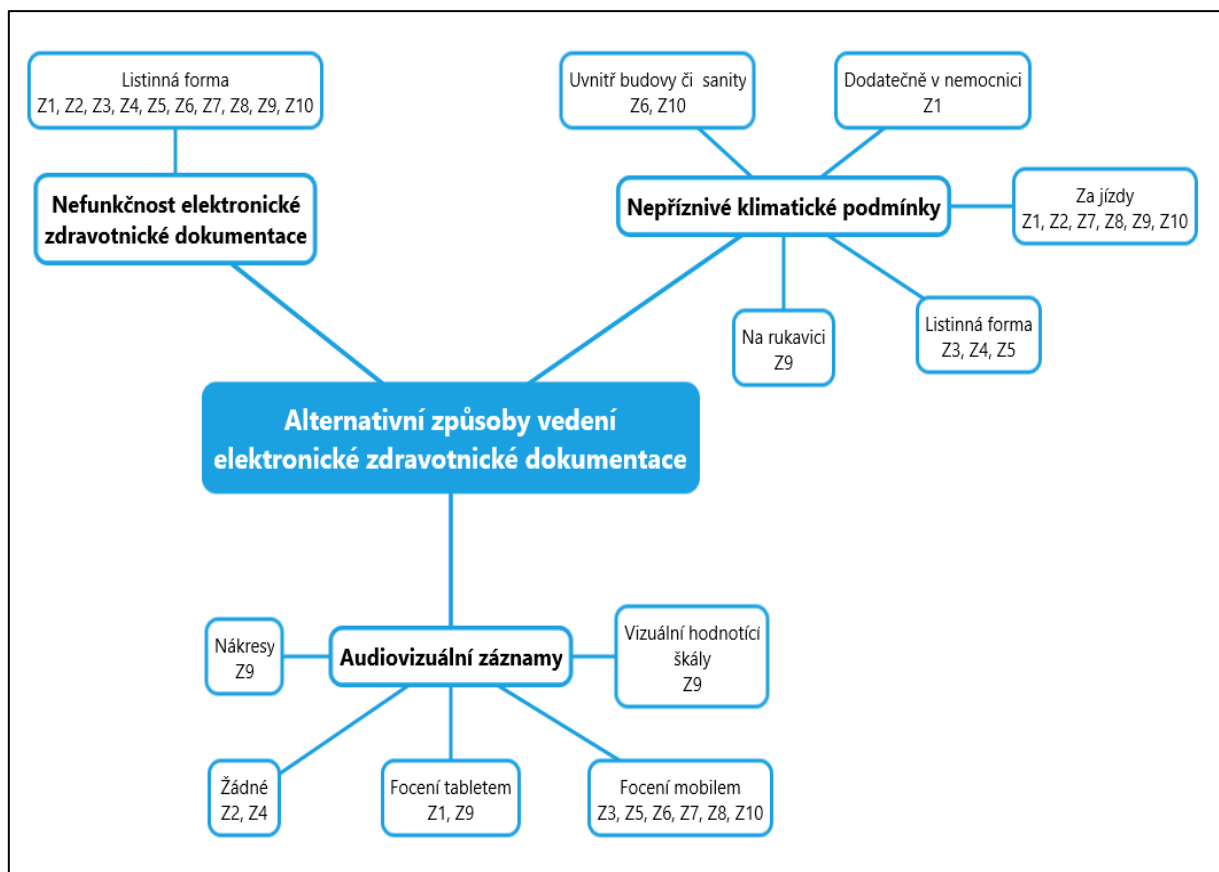 Listinná forma
Z1, Z2, Z3, Z4, Z5, Z6, Z7, Z8, Z9, Z10
Nefunkčnost elektronické
zdravotnické dokumentace
Uvnitř budovy či sanity
Z6, Z10
Dodatečně v nemocnici
Z1
Nepříznivé klimatické podmínky
Za jízdy
Z1, Z2, Z7, Z8, Z9, Z10
Na rukavici
Z9
Listinná forma
Z3, Z4, Z5
Alternativní způsoby vedení
elektronické zdravotnické dokumentace
Nákresy
Z9
Audiovizuální záznamy
Vizuální hodnotící
škály
Z9
Žádné
Z2, Z4
Focení tabletem
Z1, Z9
Focení mobilem
Z3, Z5, Z6, Z7, Z8, Z10